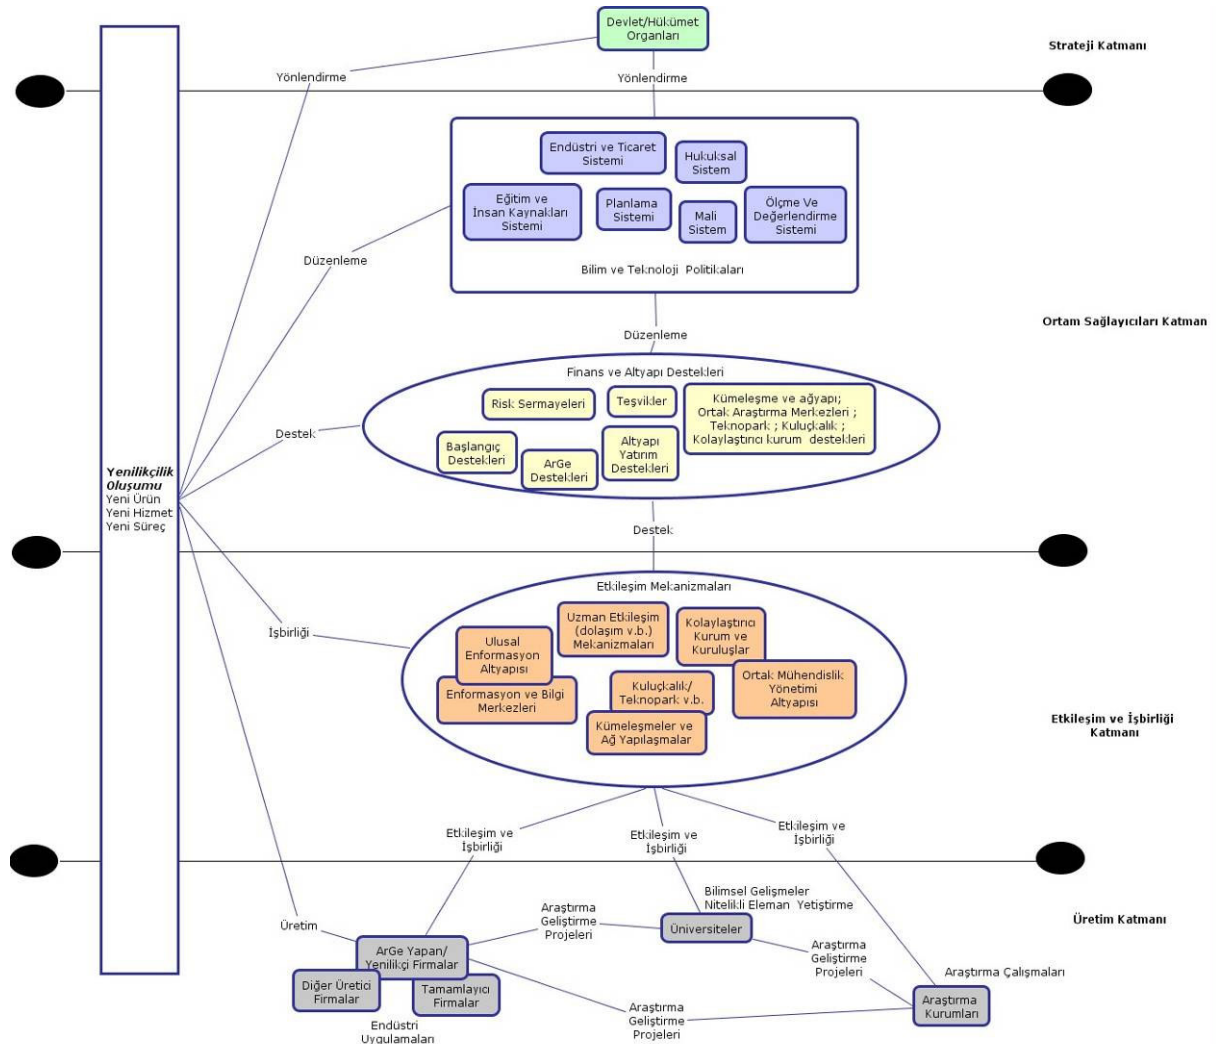 Devlet/Hükümet
Organları
Strateji Katmanı
Yönlendirme
Yönlendirme
Endüstri ve Ticaret
Sistemi
Hukuksal
Sistem
Eğitim ve
İnsan Kaynakları
Sistemi
Planlama
Sistemi
Mali
Sistem
Ölçme Ve
Değerlendirme
Sistemi
Düzenleme
Bilim ve Teknoloji Politikaları
Ortam Sağlayıcıları Katman
Düzenleme
Finans ve Altyapı Destekleri
Risk Sermayeleri
Teşvikler
Kümeleşme ve ağyapı;
Ortak Araştırma Merkezleri ;
Teknopark ; Kuluçkalık ;
Kolaylaştırıcı kurum destekleri
Destek
Başlangıç
Destekleri
ArGe
Destekleri
Altyapı
Yatırım
Destekleri
Yenilikçilik
Oluşumu
Yeni Ürün
Yeni Hizmet
Yeni Süreç
Destek
Etkileşim Mekanizmaları
İşbirliği
Uzman Etkileşim
(dolaşım v.b.)
Mekanizmaları
Kolaylaştırıcı
Kurum ve
Kuruluşlar
Ulusal
Enformasyon
Altyapısı
Enformasyon ve Bilgi
Merkezleri
Kuluçkalık/
Teknopark v.b.
Ortak Mühendislik
Yönetimi
Altyapısı
Kümeleşmeler ve
Ağ Yapılaşmalar
Etkileşim ve İşbirliği
Katmanı
Etkileşim ve
İşbirliği
Etkileşim ve
İşbirliği
Etkileşim ve
İşbirliği
Bilimsel Gelişmeler
Nitelikli Eleman Yetiştirme
Üretim Katmanı
Üretim
Araştırma
Geliştirme
Projeleri
Üniversiteler
ArGe Yapan/
Yenilikçi Firmalar
Araştırma
Geliştirme
Projeleri
Araştırma Çalışmaları
Diğer Üretici
Firmalar
Tamamlayıcı
Firmalar
Araştırma
Kurumları
Araştırma
Geliştirme
Projeleri
Endüstri
Uygulamaları